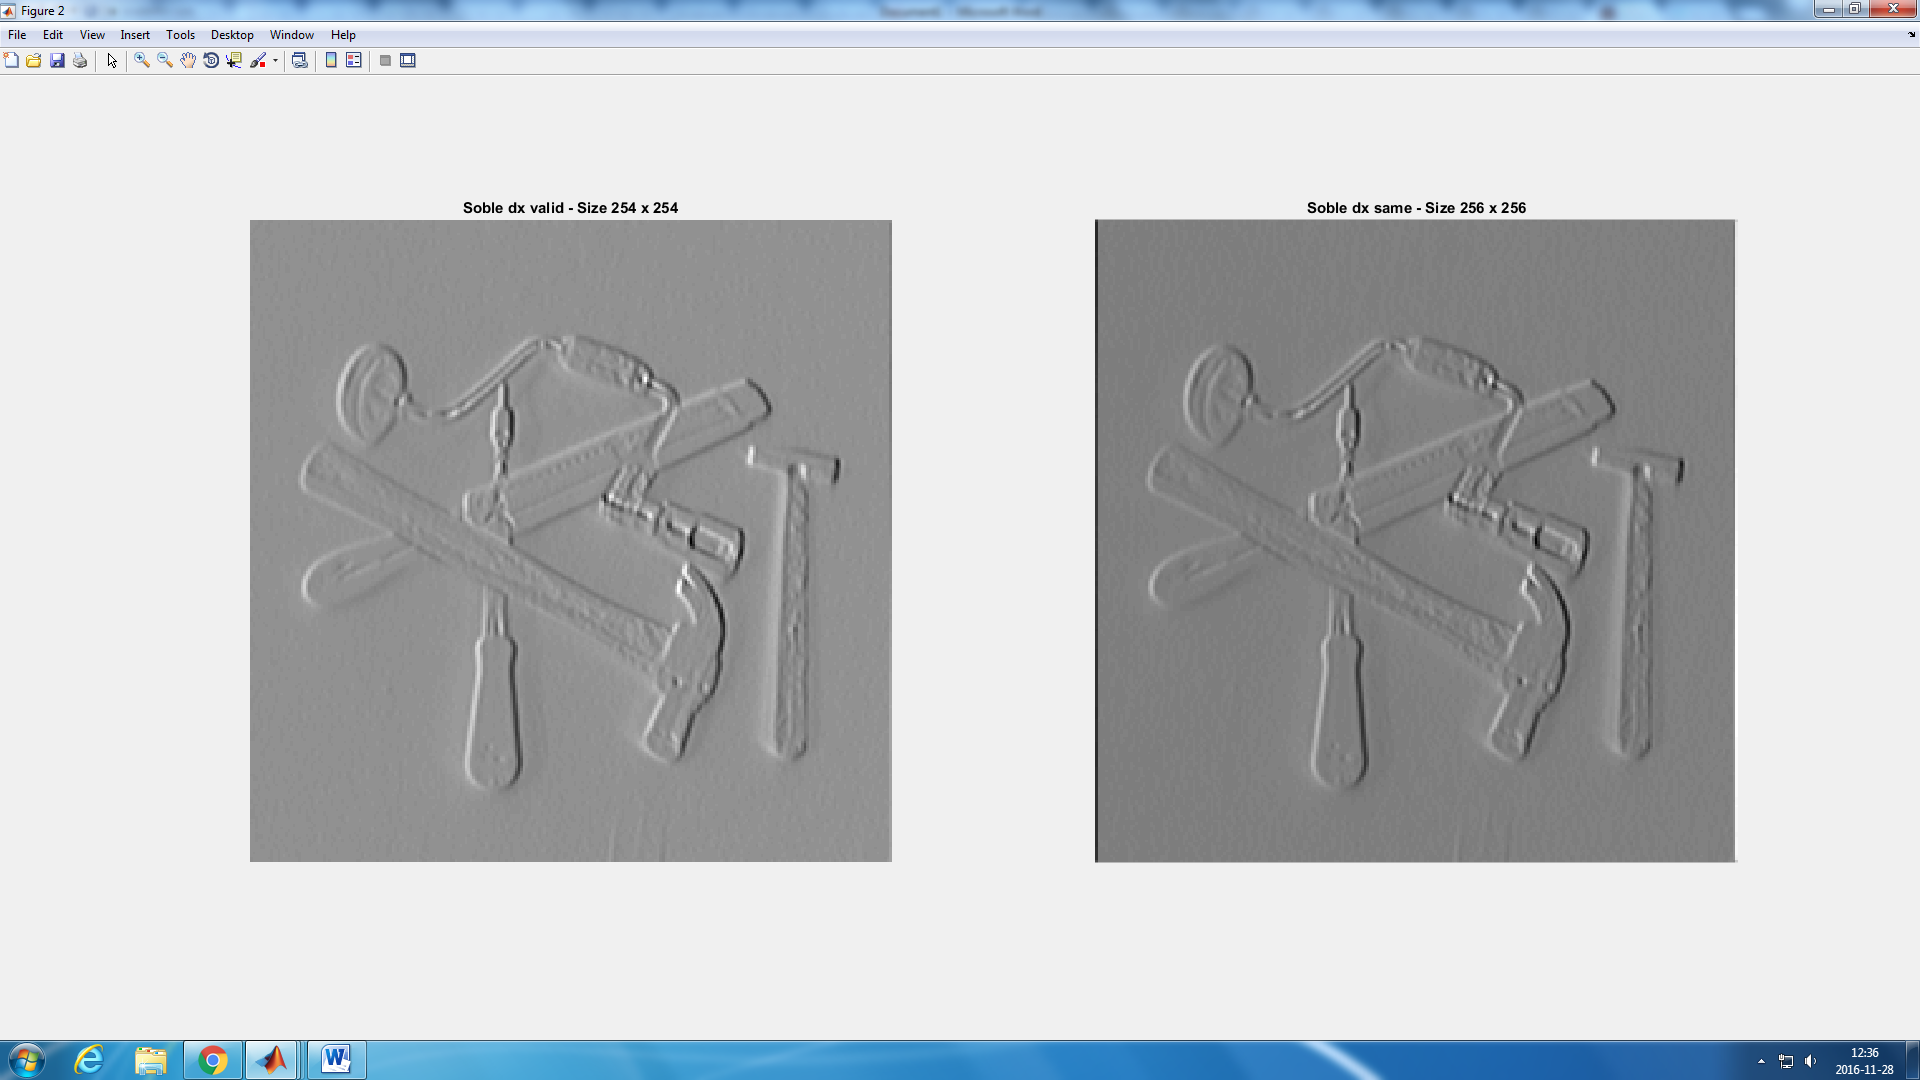 Figure 2
File Edit View Insert Tools Desktop Window Help
Soble dx valid - Size 254 x 254
Soble dx same - Size 256 x 256
12:36
2016-11-28